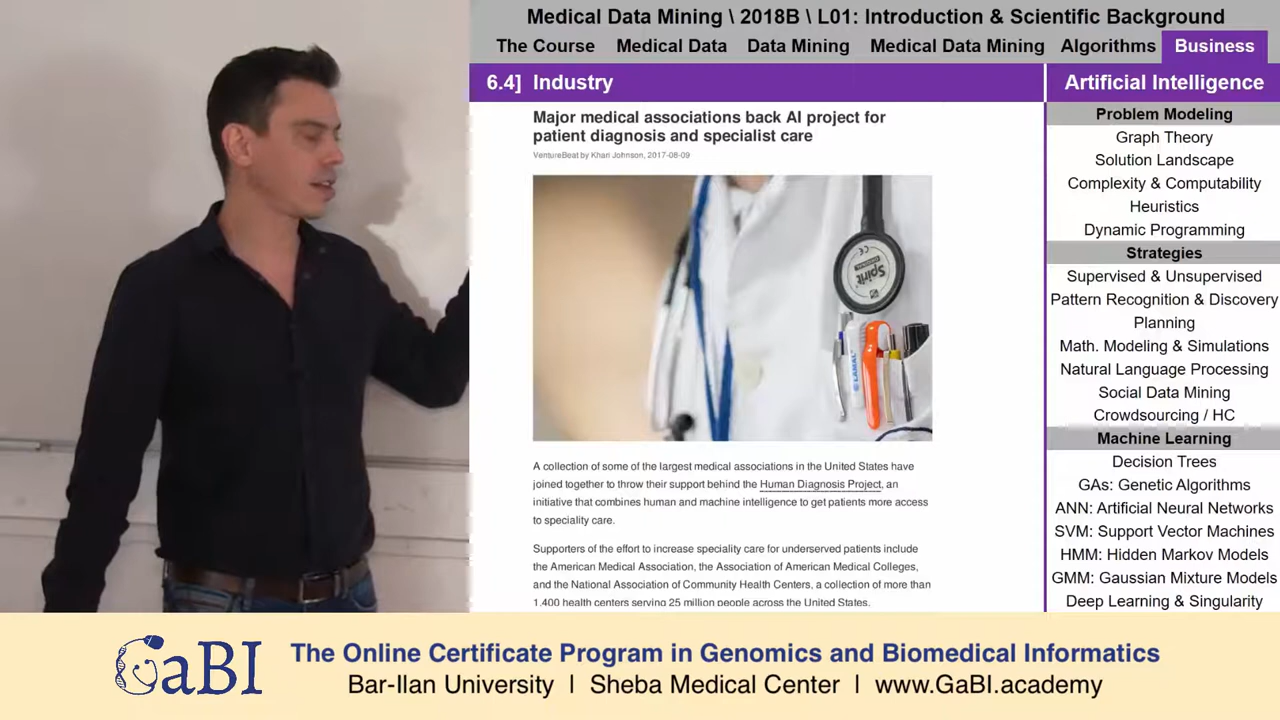 Medical Data Mining \ 2018B \ L01: Introduction & Scientific Background
The Course Medical Data Data Mining Medical Data Mining Algorithms Business
6.4] Industry
Artificial Intelligence
Major medical associations back AI project for
patient diagnosis and specialist care
VentureBeat by Khari Johnson, 2017-08-09
Spirit
A collection of some of the largest medical associations in the United States have
joined together to throw their support behind the Human Diagnosis Project, an
initiative that combines human and machine intelligence to get patients more access
to speciality care.
Supporters of the effort to increase speciality care for underserved patients include
the American Medical Association, the Association of American Medical Colleges,
and the National Association of Community Health Centers, a collection of more than
1,400 health centers serving 25 million people across the United States.
Problem Modeling
Graph Theory
Solution Landscape
Complexity & Computability
Heuristics
Dynamic Programming
Strategies
Supervised & Unsupervised
Pattern Recognition & Discovery
Planning
Math. Modeling & Simulations
Natural Language Processing
Social Data Mining
Crowdsourcing / HC
Machine Learning
Decision Trees
GAs: Genetic Algorithms
ANN: Artificial Neural Networks
SVM: Support Vector Machines
HMM: Hidden Markov Models
GMM: Gaussian Mixture Models
Deep Learning & Singularity
GaBI
The Online Certificate Program in Genomics and Biomedical Informatics
Bar-Ilan University | Sheba Medical Center | www.GaBI.academy